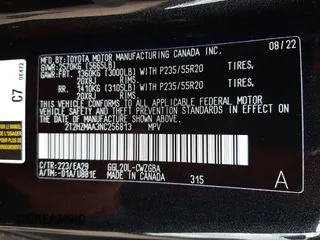 MFD. BY: TOYOTA MOTOR MANUFACTURING CANADA INC.
08/22
GVWR: 2570KG (5665LB)
GAWR: FRT. 1360KG (3000LB) WITH P235/55R20 TIRES,
20X8J RIMS, AT
RR. 1410KG (3105LB) WITH P235/55R20 TIRES,
20X8J RIMS, AT
THIS VEHICLE CONFORMS TO ALL APPLICABLE FEDERAL MOTOR
VEHICLE SAFETY, BUMPER, AND THEFT PREVENTION STANDARDS
IN EFFECT ON THE DATE OF MANUFACTURE SHOWN ABOVE.
2T2HZMAA3NC256813 MPV
C/TR: 223/EA29 GGL20L-CWZGBA
A/TM: -01A/U881E
315
A
C7